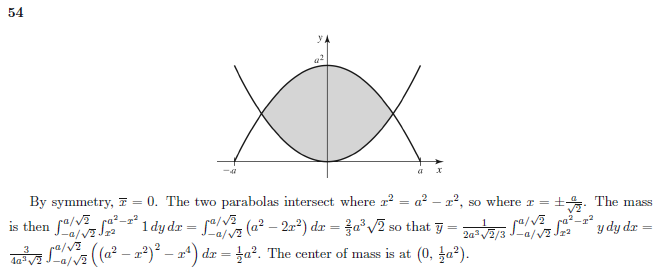 54
y
a²
−a
a
x
By symmetry, x̅ = 0. The two parabolas intersect where x² = a² − x², so where x = ±a/√2. The mass
is then ∫_{−a/√2}^{a/√2} ∫_{x²}^{a²−x²} 1 dy dx = ∫_{−a/√2}^{a/√2} (a² − 2x²) dx = 2/3 a³√2 so that y̅ = 1/(2a³√2/3) ∫_{−a/√2}^{a/√2} ∫_{x²}^{a²−x²} y dy dx =
3/(4a³√2) ∫_{−a/√2}^{a/√2} ((a² − x²)² − x⁴) dx = 1/2 a². The center of mass is at (0, 1/2 a²).